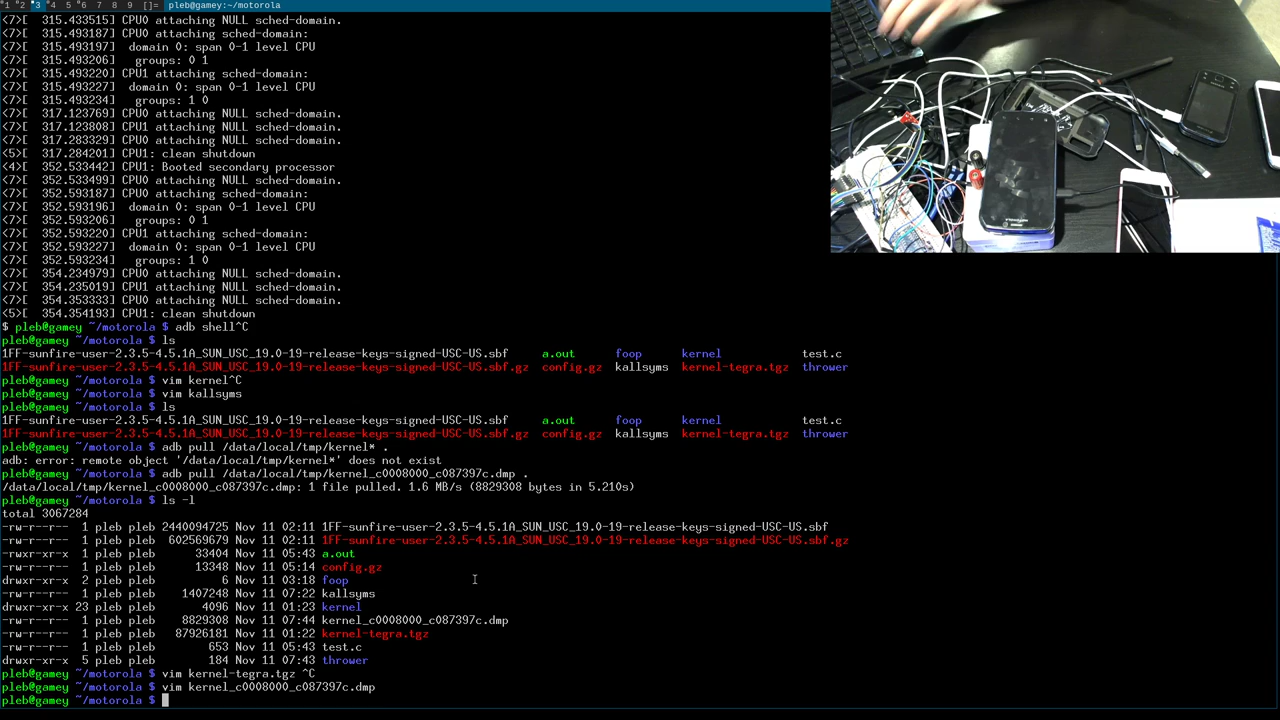 1 2 3 4 5 6 7 8 9 []= pleb@gamey:~/motorola
<7>[  315.433515] CPU0 attaching NULL sched-domain.
<7>[  315.493187] CPU0 attaching sched-domain:
<7>[  315.493197]  domain 0: span 0-1 level CPU
<7>[  315.493206]   groups: 0 1
<7>[  315.493220] CPU1 attaching sched-domain:
<7>[  315.493227]  domain 0: span 0-1 level CPU
<7>[  315.493234]   groups: 1 0
<7>[  317.123769] CPU0 attaching NULL sched-domain.
<7>[  317.123808] CPU1 attaching NULL sched-domain.
<7>[  317.283329] CPU0 attaching NULL sched-domain.
<5>[  317.284201] CPU1: clean shutdown
<4>[  352.533442] CPU1: Booted secondary processor
<7>[  352.533499] CPU0 attaching NULL sched-domain.
<7>[  352.593187] CPU0 attaching sched-domain:
<7>[  352.593196]  domain 0: span 0-1 level CPU
<7>[  352.593206]   groups: 0 1
<7>[  352.593220] CPU1 attaching sched-domain:
<7>[  352.593227]  domain 0: span 0-1 level CPU
<7>[  352.593234]   groups: 1 0
<7>[  354.234979] CPU0 attaching NULL sched-domain.
<7>[  354.235019] CPU1 attaching NULL sched-domain.
<7>[  354.353333] CPU0 attaching NULL sched-domain.
<5>[  354.354193] CPU1: clean shutdown
$ pleb@gamey ~/motorola $ adb shell^C
pleb@gamey ~/motorola $ ls
1FF-sunfire-user-2.3.5-4.5.1A_SUN_USC_19.0-19-release-keys-signed-USC-US.sbf a.out foop kernel test.c
1FF-sunfire-user-2.3.5-4.5.1A_SUN_USC_19.0-19-release-keys-signed-USC-US.sbf.gz config.gz kallsyms kernel-tegra.tgz thrower
pleb@gamey ~/motorola $ vim kernel^C
pleb@gamey ~/motorola $ vim kallsyms
pleb@gamey ~/motorola $ ls
1FF-sunfire-user-2.3.5-4.5.1A_SUN_USC_19.0-19-release-keys-signed-USC-US.sbf a.out foop kernel test.c
1FF-sunfire-user-2.3.5-4.5.1A_SUN_USC_19.0-19-release-keys-signed-USC-US.sbf.gz config.gz kallsyms kernel-tegra.tgz thrower
pleb@gamey ~/motorola $ adb pull /data/local/tmp/kernel* .
adb: error: remote object '/data/local/tmp/kernel*' does not exist
pleb@gamey ~/motorola $ adb pull /data/local/tmp/kernel_c0008000_c087397c.dmp .
/data/local/tmp/kernel_c0008000_c087397c.dmp: 1 file pulled. 1.6 MB/s (8829308 bytes in 5.210s)
pleb@gamey ~/motorola $ ls -l
total 3067284
-rw-r--r-- 1 pleb pleb 2440094725 Nov 11 02:11 1FF-sunfire-user-2.3.5-4.5.1A_SUN_USC_19.0-19-release-keys-signed-USC-US.sbf
-rw-r--r-- 1 pleb pleb 602569679 Nov 11 02:11 1FF-sunfire-user-2.3.5-4.5.1A_SUN_USC_19.0-19-release-keys-signed-USC-US.sbf.gz
-rwxr-xr-x 1 pleb pleb 33404 Nov 11 05:43 a.out
-rw-r--r-- 1 pleb pleb 13348 Nov 11 05:14 config.gz
drwxr-xr-x 2 pleb pleb 6 Nov 11 03:18 foop
-rw-r--r-- 1 pleb pleb 1407248 Nov 11 07:22 kallsyms
drwxr-xr-x 23 pleb pleb 4096 Nov 11 01:23 kernel
-rw-r--r-- 1 pleb pleb 8829308 Nov 11 07:44 kernel_c0008000_c087397c.dmp
-rw-r--r-- 1 pleb pleb 87926181 Nov 11 01:22 kernel-tegra.tgz
-rw-r--r-- 1 pleb pleb 653 Nov 11 05:43 test.c
drwxr-xr-x 5 pleb pleb 184 Nov 11 07:43 thrower
pleb@gamey ~/motorola $ vim kernel-tegra.tgz ^C
pleb@gamey ~/motorola $ vim kernel_c0008000_c087397c.dmp
pleb@gamey ~/motorola $